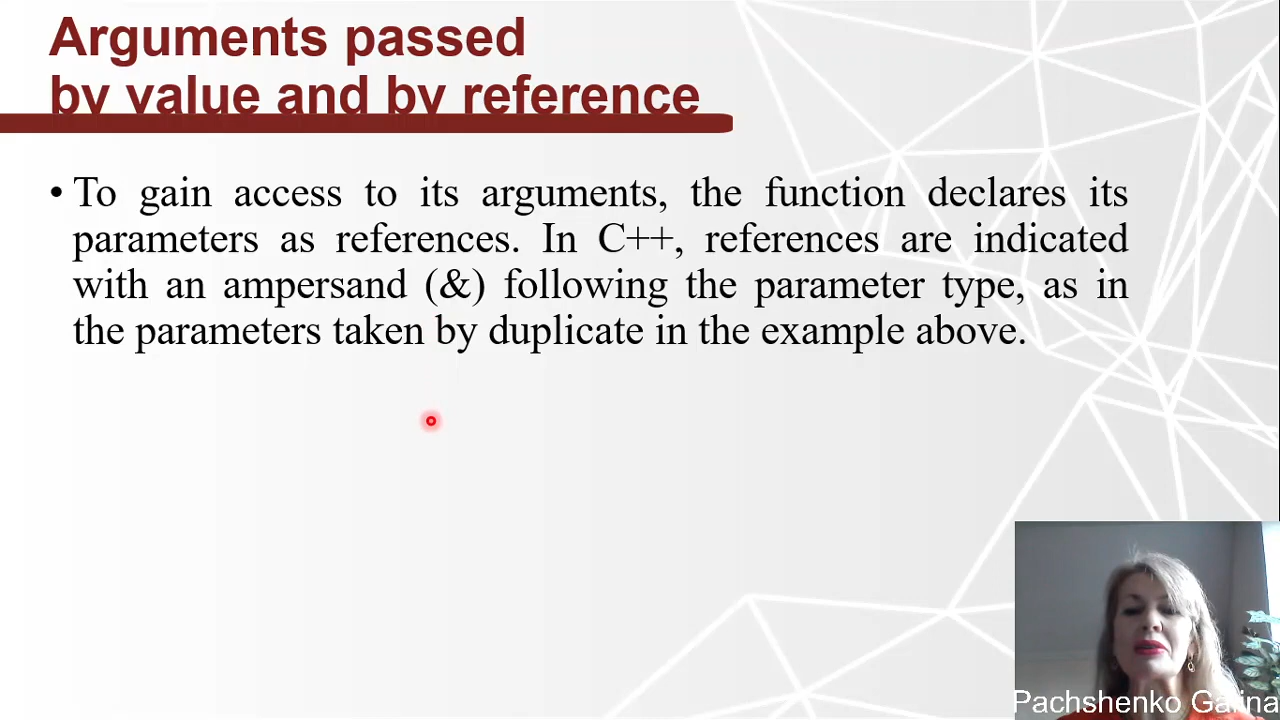 Arguments passed
by value and by reference
• To gain access to its arguments, the function declares its
parameters as references. In C++, references are indicated
with an ampersand (&) following the parameter type, as in
the parameters taken by duplicate in the example above.
Pachshenko Galina